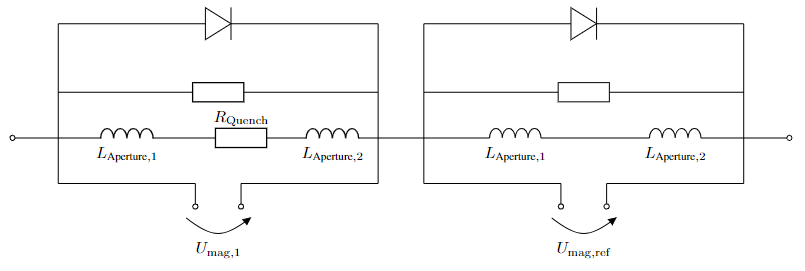 R_Quench
L_Aperture,1
L_Aperture,2
L_Aperture,1
L_Aperture,2
U_mag,1
U_mag,ref